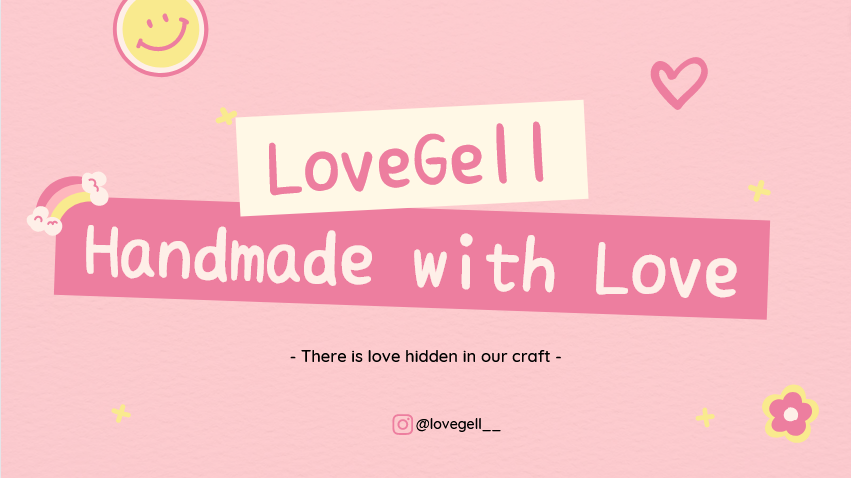 LoveGell
Handmade with Love
- There is love hidden in our craft -
@lovegell__